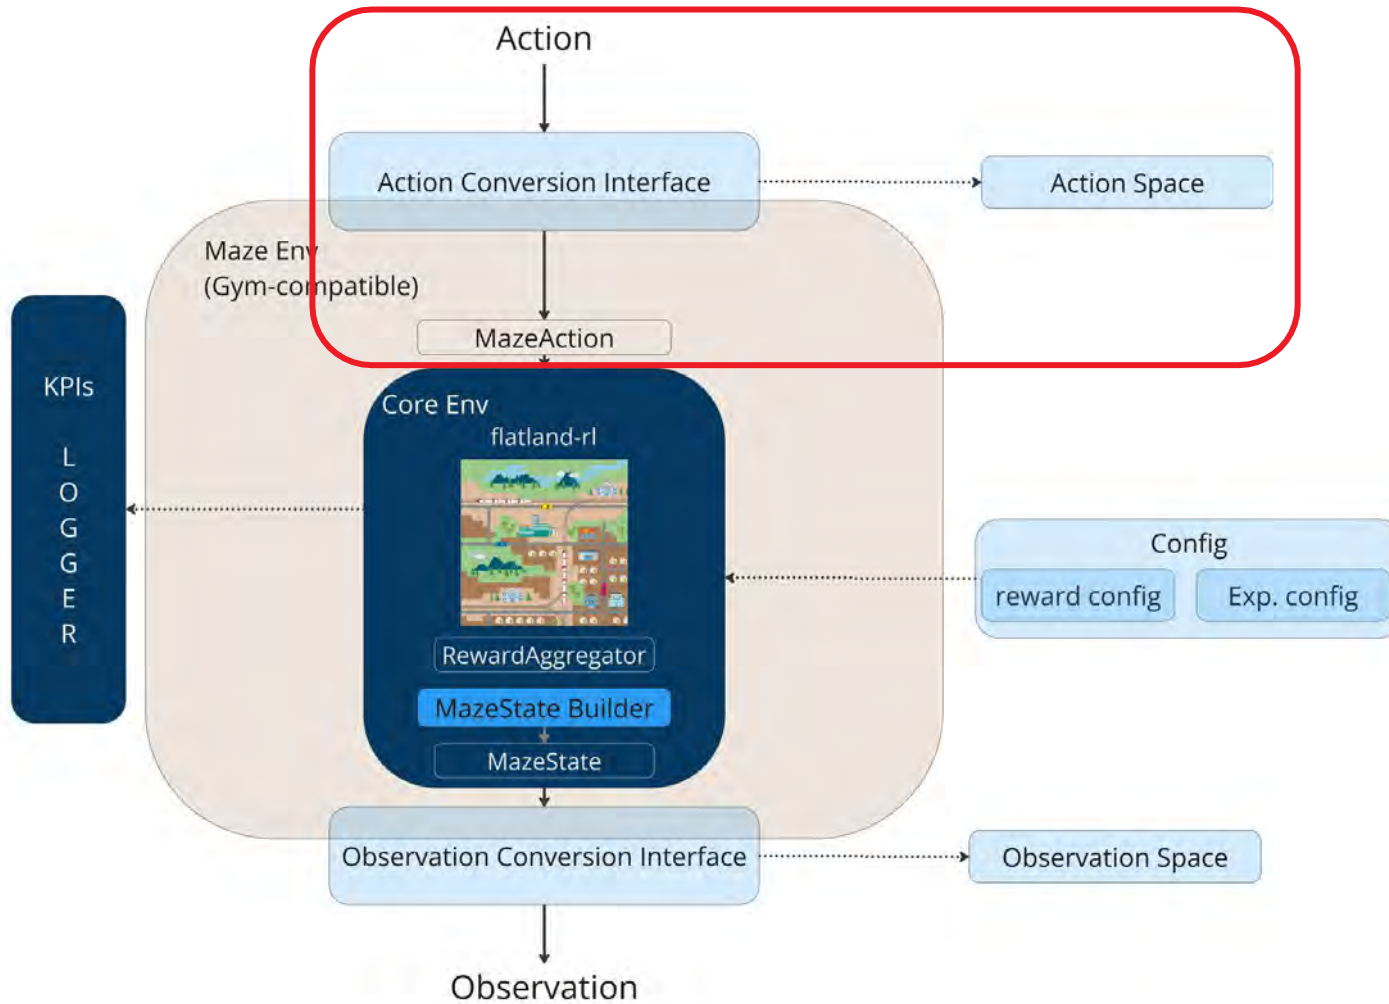 Action
Action Conversion Interface
Action Space
Maze Env
(Gym-compatible)
MazeAction
KPIs
L
O
G
G
E
R
Core Env
flatland-rl
RewardAggregator
MazeState Builder
MazeState
Config
reward config
Exp. config
Observation Conversion Interface
Observation Space
Observation